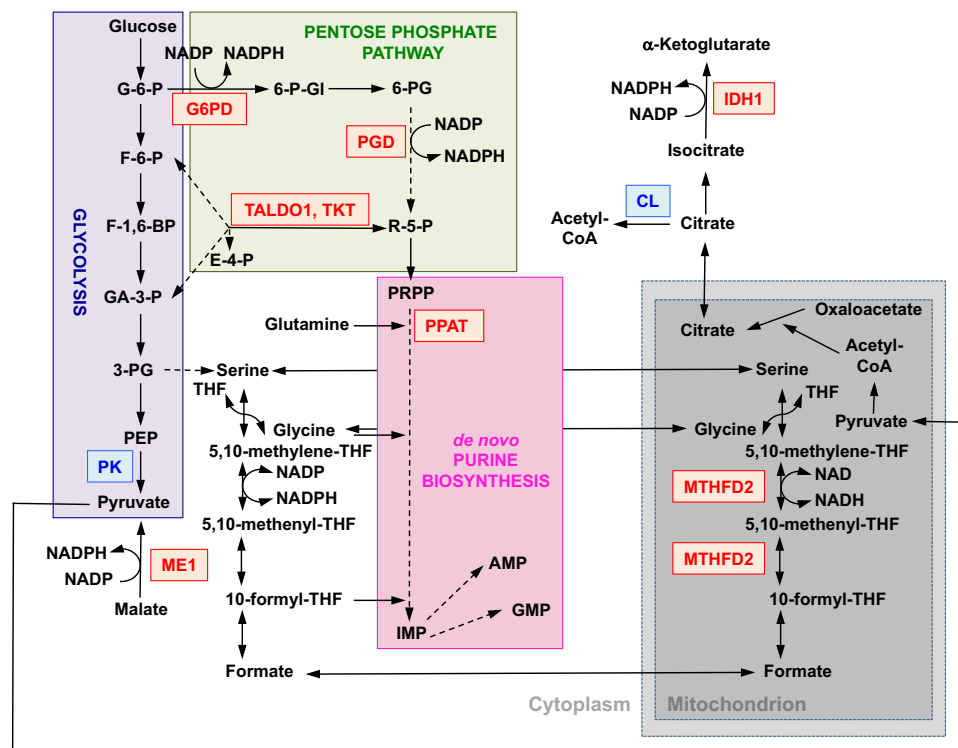 Glucose
NADP NADPH
G-6-P
G6PD
6-P-Gl
6-PG
PENTOSE PHOSPHATE
PATHWAY
PGD
NADP
NADPH
F-6-P
TALDO1, TKT
R-5-P
F-1,6-BP
E-4-P
GLYCOLYSIS
GA-3-P
3-PG
PEP
PK
Pyruvate
NADPH
NADP
ME1
Malate
PRPP
Glutamine
PPAT
Serine
THF
Glycine
5,10-methylene-THF
NADP
NADPH
5,10-methenyl-THF
10-formyl-THF
Formate
de novo
PURINE
BIOSYNTHESIS
AMP
GMP
IMP
α-Ketoglutarate
NADPH
NADP
IDH1
Isocitrate
CL
Acetyl-
CoA
Citrate
Citrate
Oxaloacetate
Acetyl-
CoA
Serine
THF
Glycine
Pyruvate
5,10-methylene-THF
MTHFD2
NAD
NADH
5,10-methenyl-THF
MTHFD2
10-formyl-THF
Formate
Cytoplasm
Mitochondrion